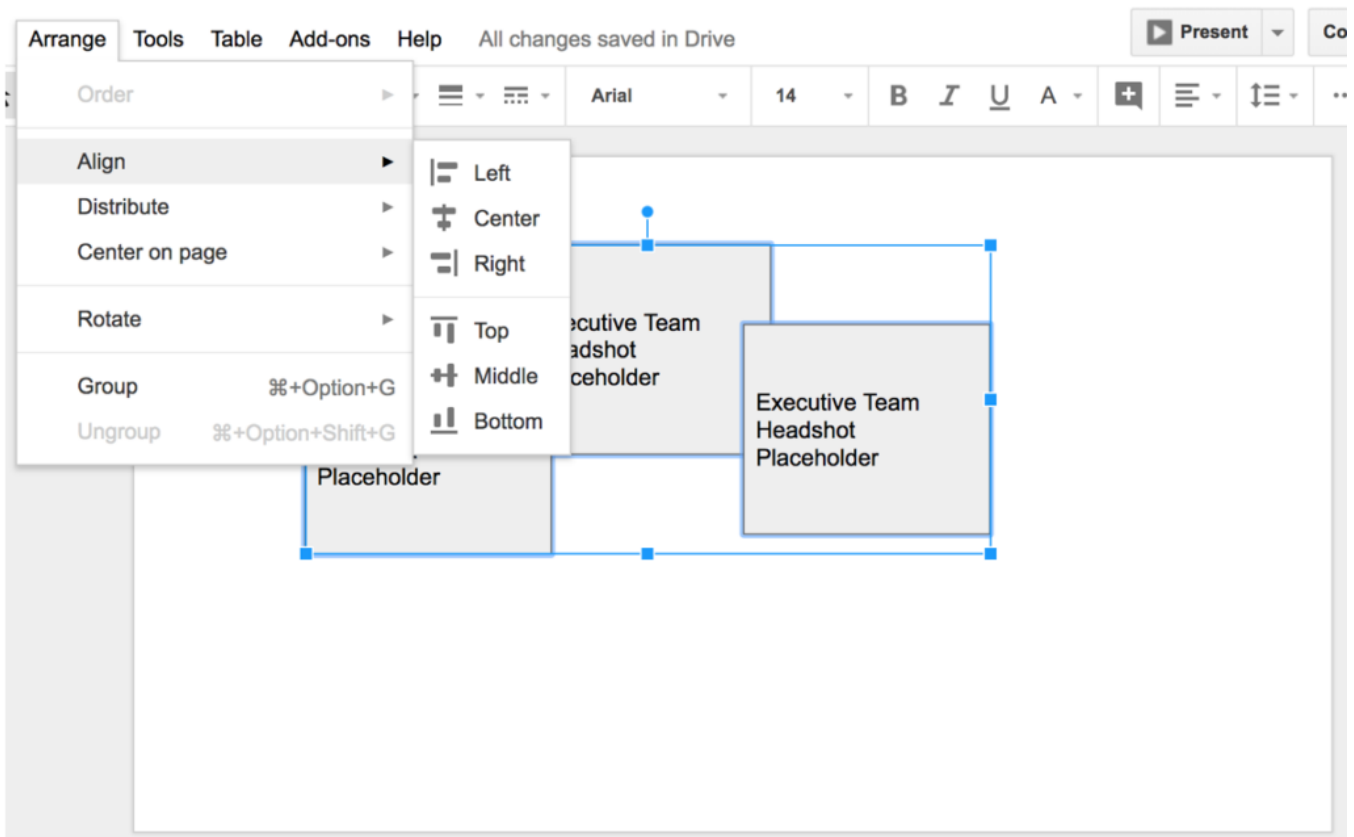 Arrange Tools Table Add-ons Help All changes saved in Drive
Present
Order
Arial 14 B I U A
Align
Distribute
Center on page
Rotate
Group ⌘+Option+G
Ungroup ⌘+Option+Shift+G
Left
Center
Right
Top
Middle
Bottom
ecutive Team
adshot
ceholder
Executive Team
Headshot
Placeholder
Placeholder